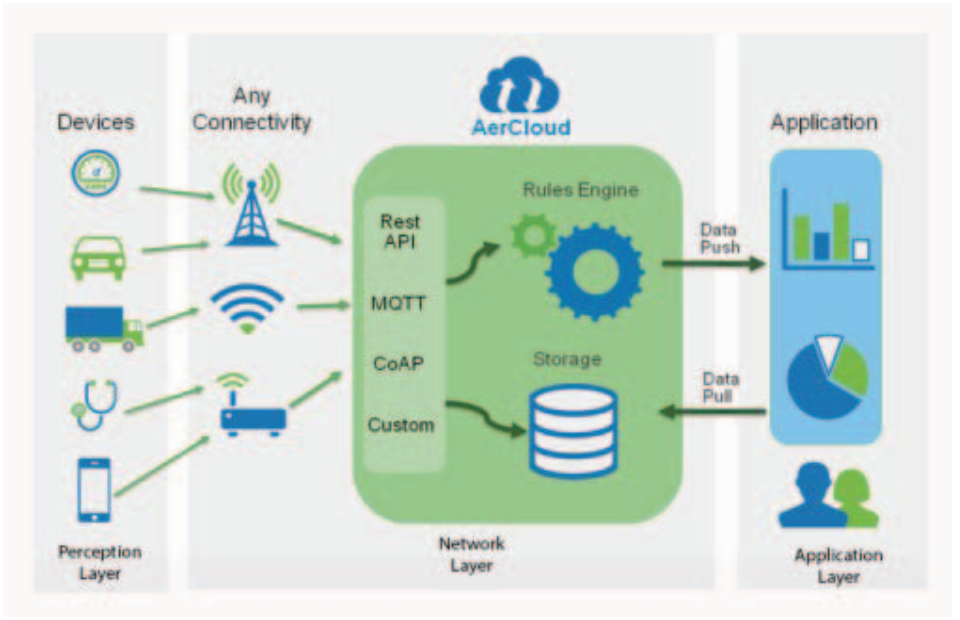 Devices
Any
Connectivity
AerCloud
Application
Rest
API
MQTT
CoAP
Custom
Rules Engine
Storage
Data
Push
Data
Pull
Perception
Layer
Network
Layer
Application
Layer